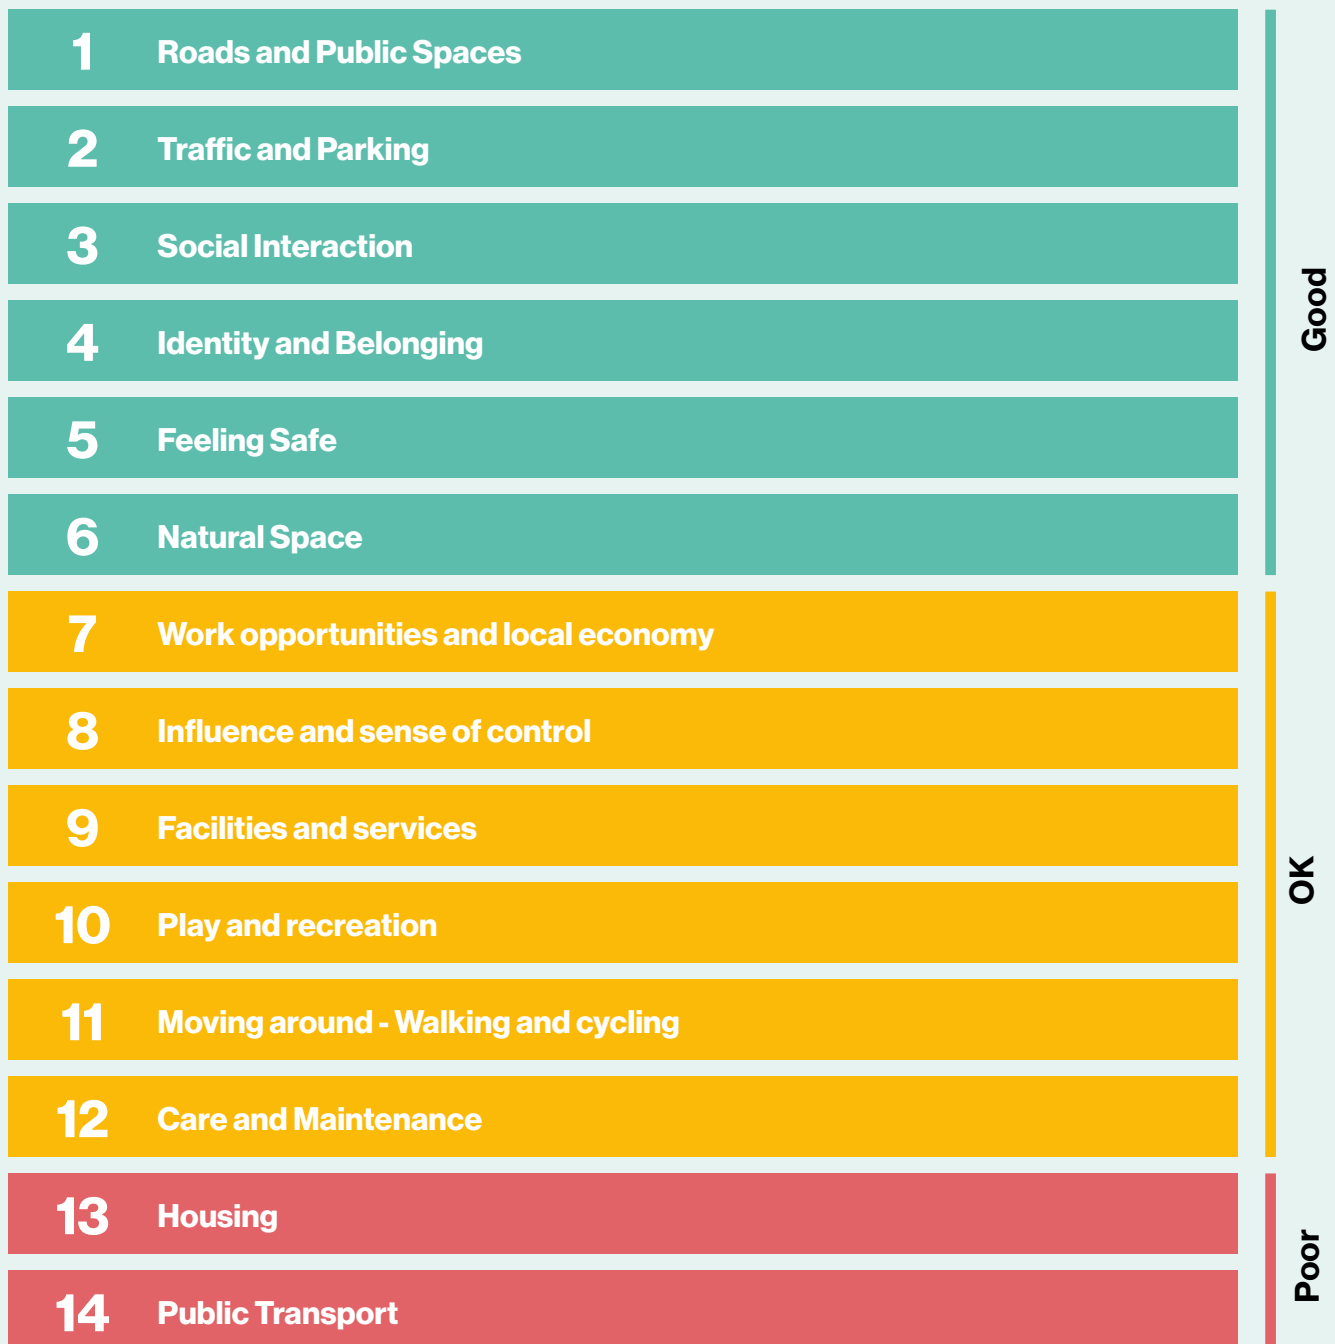 1 Roads and Public Spaces
2 Traffic and Parking
3 Social Interaction
4 Identity and Belonging
5 Feeling Safe
6 Natural Space
Good
7 Work opportunities and local economy
8 Influence and sense of control
9 Facilities and services
10 Play and recreation
11 Moving around - Walking and cycling
12 Care and Maintenance
OK
13 Housing
14 Public Transport
Poor